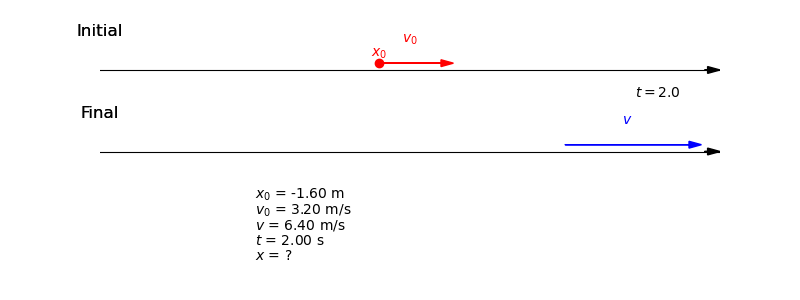 Initial
v₀
x₀
t = 2.0
Final
v
x₀ = -1.60 m
v₀ = 3.20 m/s
v = 6.40 m/s
t = 2.00 s
x = ?